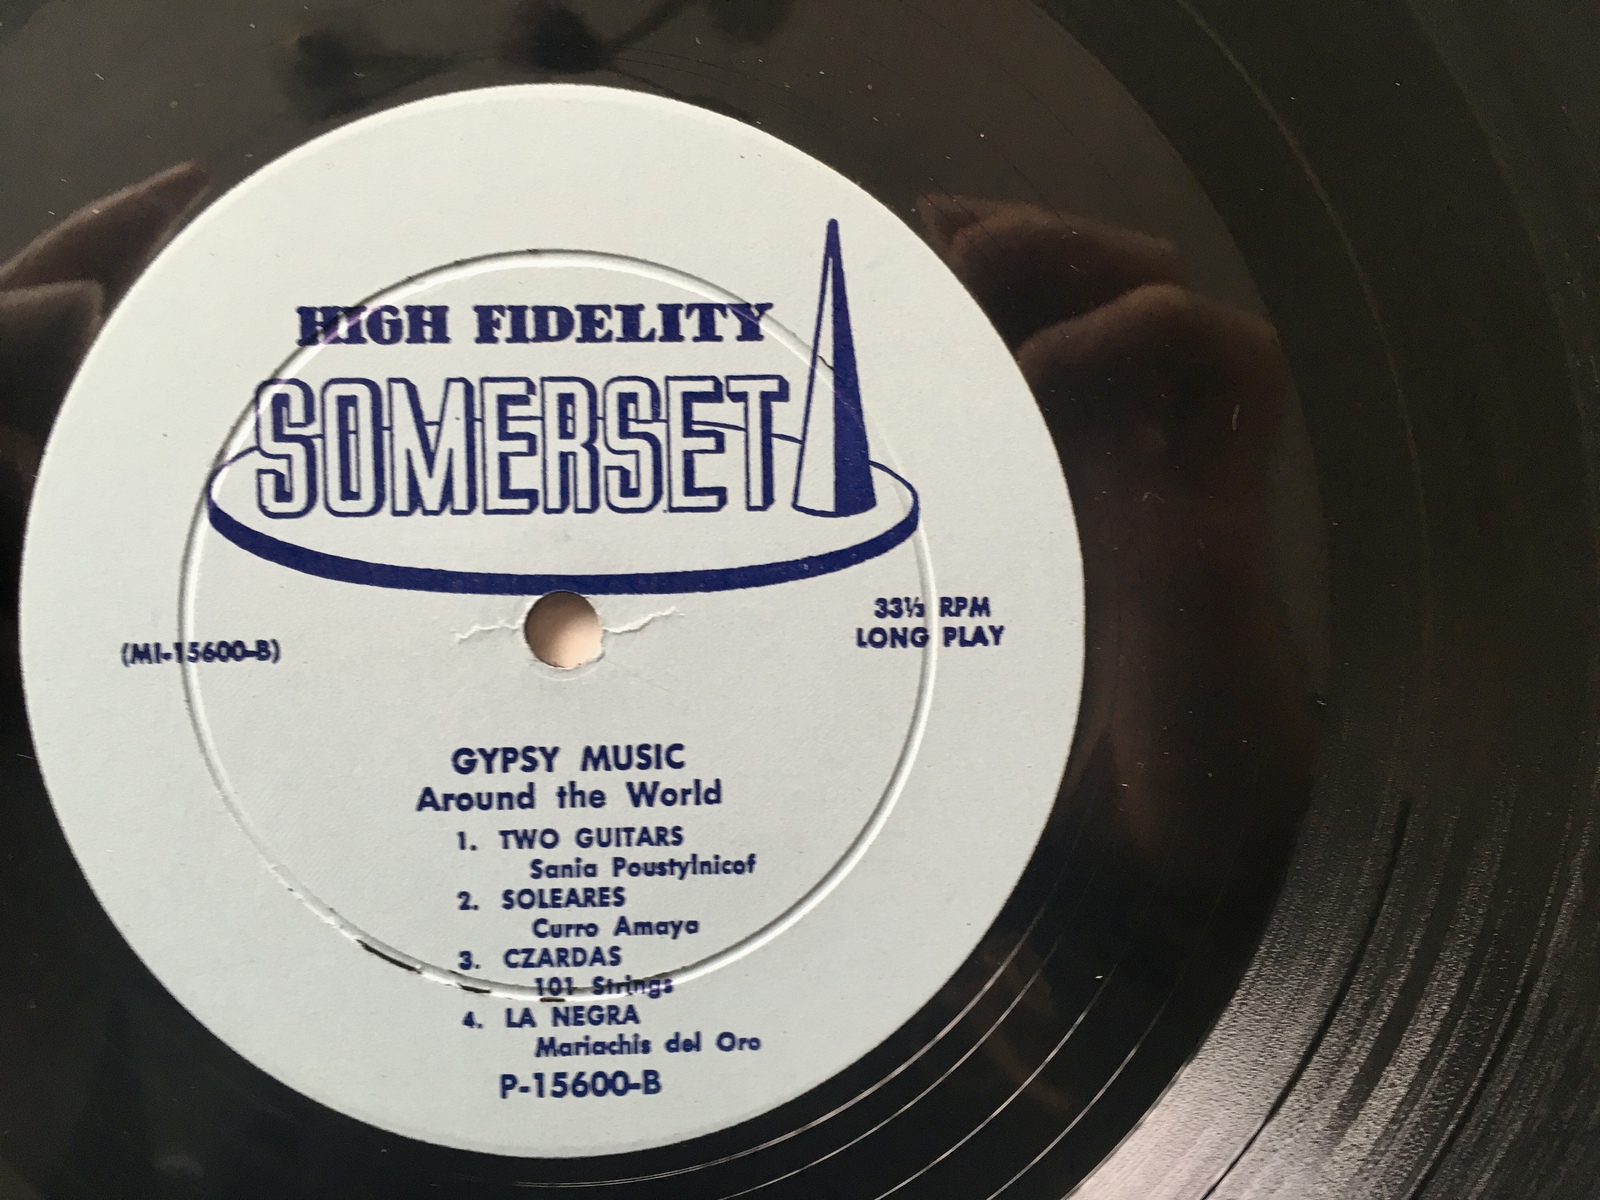 HIGH FIDELITY
SOMERSET
(MI-15600-B)
33⅓ RPM
LONG PLAY
GYPSY MUSIC
Around the World
1. TWO GUITARS
Sania Poustylnicof
2. SOLEARES
Curro Amaya
3. CZARDAS
101 Strings
4. LA NEGRA
Mariachis del Oro
P-15600-B